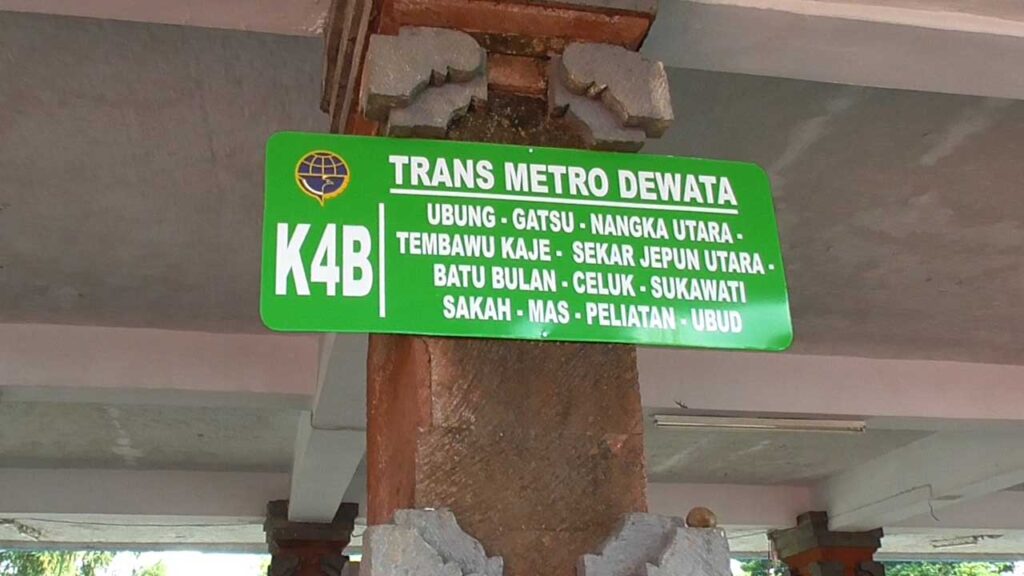 TRANS METRO DEWATA
K4B
UBUNG - GATSU - NANGKA UTARA -
TEMBAWU KAJE - SEKAR JEPUN UTARA -
BATU BULAN - CELUK - SUKAWATI
SAKAH - MAS - PELIATAN - UBUD